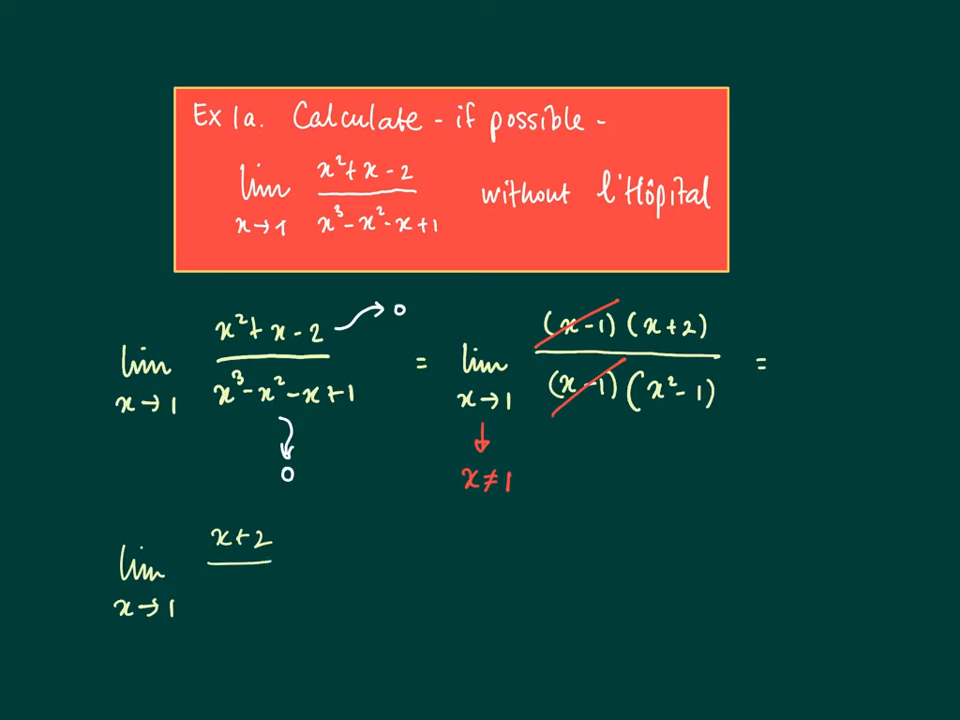 Ex 1a. Calculate - if possible -
lim x→1 (x² + x - 2)/(x³ - x² - x + 1) without l'Hôpital
lim x→1 (x² + x - 2)/(x³ - x² - x + 1) = lim x→1 ((x - 1)(x + 2))/((x - 1)(x² - 1)) =
→ 0
↓ 0
↓ x ≠ 1
lim x→1 x + 2